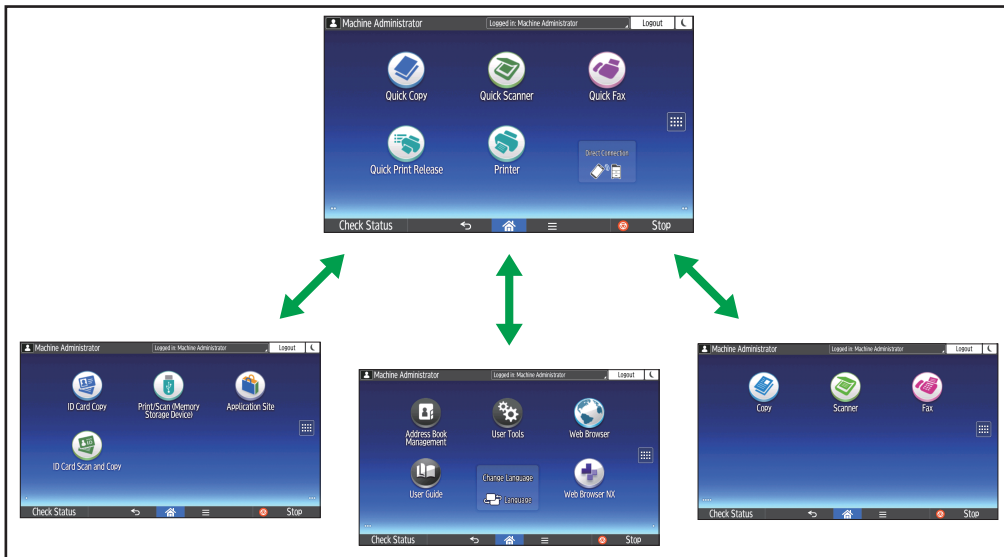 Machine Administrator
Logged in: Machine Administrator
Logout
Quick Copy
Quick Scanner
Quick Fax
Quick Print Release
Printer
Direct Connection
Check Status
Stop
Machine Administrator
Logged in: Machine Administrator
Logout
ID Card Copy
Print/Scan (Memory
Storage Device)
Application Site
ID Card Scan and Copy
Check Status
Stop
Machine Administrator
Logged in: Machine Administrator
Logout
Address Book
Management
User Tools
Web Browser
User Guide
Change Language
Language
Web Browser NX
Check Status
Stop
Machine Administrator
Logged in: Machine Administrator
Logout
Copy
Scanner
Fax
Check Status
Stop